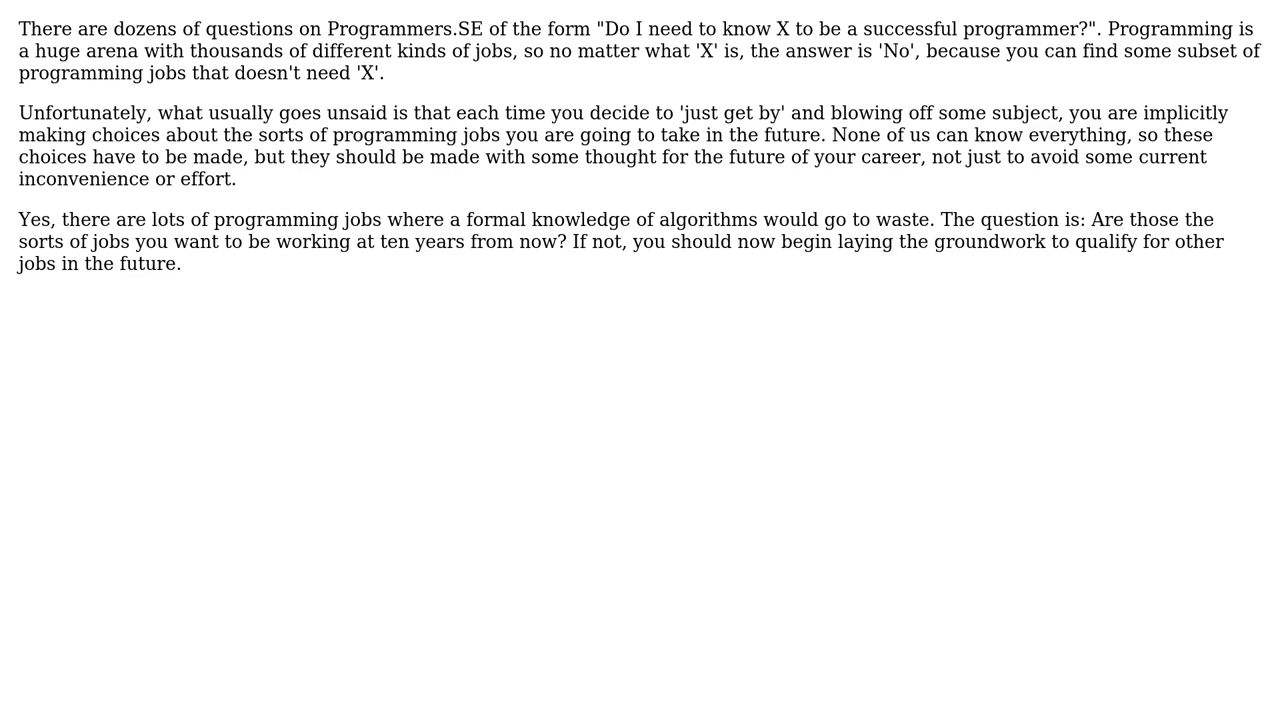 There are dozens of questions on Programmers.SE of the form "Do I need to know X to be a successful programmer?". Programming is
a huge arena with thousands of different kinds of jobs, so no matter what 'X' is, the answer is 'No', because you can find some subset of
programming jobs that doesn't need 'X'.
Unfortunately, what usually goes unsaid is that each time you decide to 'just get by' and blowing off some subject, you are implicitly
making choices about the sorts of programming jobs you are going to take in the future. None of us can know everything, so these
choices have to be made, but they should be made with some thought for the future of your career, not just to avoid some current
inconvenience or effort.
Yes, there are lots of programming jobs where a formal knowledge of algorithms would go to waste. The question is: Are those the
sorts of jobs you want to be working at ten years from now? If not, you should now begin laying the groundwork to qualify for other
jobs in the future.